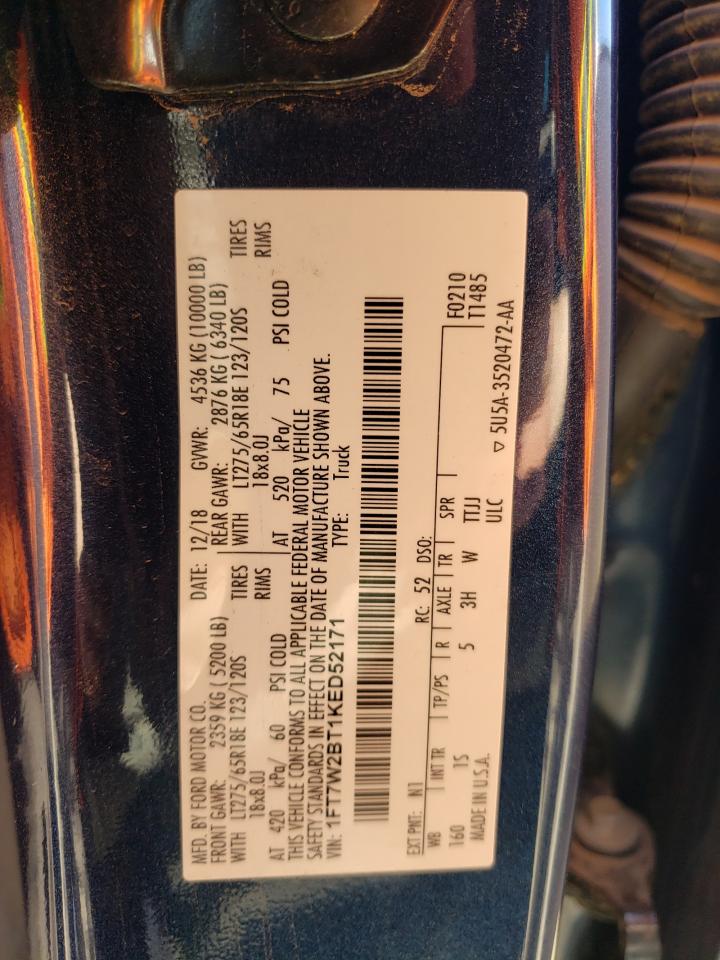 MFD. BY FORD MOTOR CO.
DATE: 12/18 GVWR: 4536 KG (10000 LB)
FRONT GAWR: 2359 KG ( 5200 LB) REAR GAWR: 2876 KG ( 6340 LB)
WITH LT275/65R18E 123/120S TIRES WITH LT275/65R18E 123/120S TIRES
18x8.0J RIMS 18x8.0J RIMS
AT 420 kPa/ 60 PSI COLD AT 520 kPa/ 75 PSI COLD
THIS VEHICLE CONFORMS TO ALL APPLICABLE FEDERAL MOTOR VEHICLE
SAFETY STANDARDS IN EFFECT ON THE DATE OF MANUFACTURE SHOWN ABOVE.
VIN: 1FT7W2BT1KED52171 TYPE: Truck
EXT PNT: N1 RC: 52 DSO: F0210
WB INT TR TP/PS R AXLE TR SPR T1485
160 1S 5 3H W TTJJ
MADE IN U.S.A. ULC 5U5A-3520472-AA